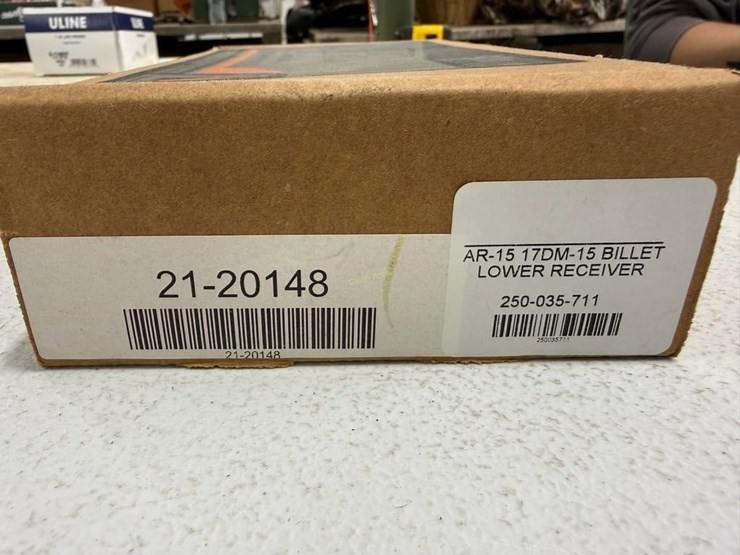 ULINE
21-20148
21-20148
AR-15 17DM-15 BILLET
LOWER RECEIVER
250-035-711
250035711